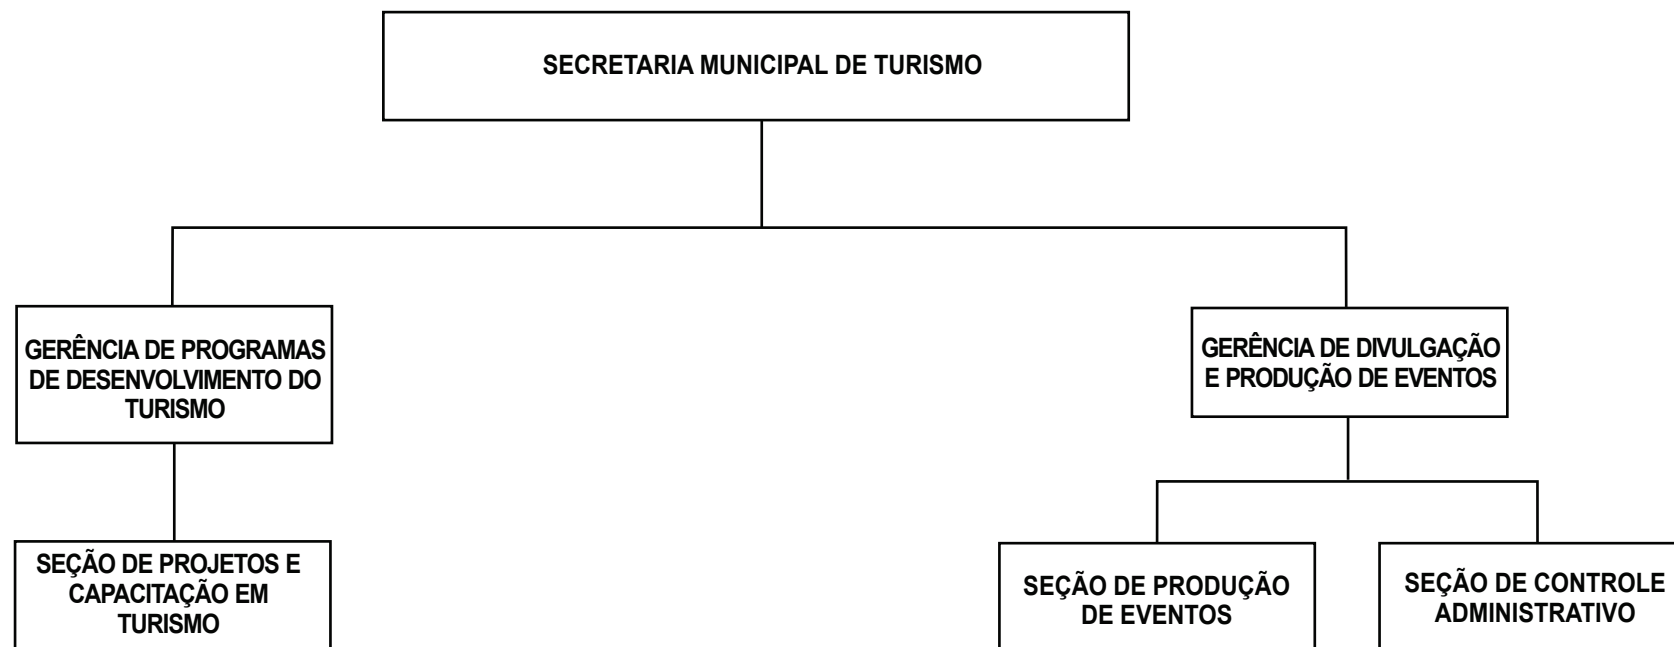 SECRETARIA MUNICIPAL DE TURISMO
GERÊNCIA DE PROGRAMAS
DE DESENVOLVIMENTO DO
TURISMO
GERÊNCIA DE DIVULGAÇÃO
E PRODUÇÃO DE EVENTOS
SEÇÃO DE PROJETOS E
CAPACITAÇÃO EM
TURISMO
SEÇÃO DE PRODUÇÃO
DE EVENTOS
SEÇÃO DE CONTROLE
ADMINISTRATIVO